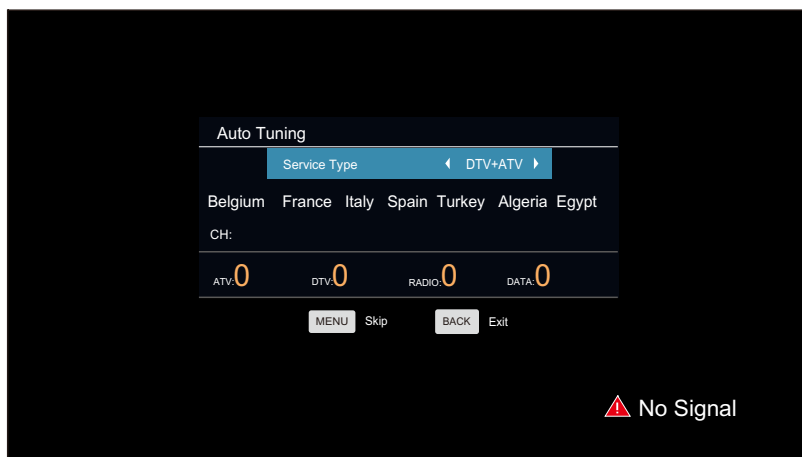 Auto Tuning
Service Type DTV+ATV
Belgium France Italy Spain Turkey Algeria Egypt
CH:
ATV:0 DTV:0 RADIO:0 DATA:0
MENU Skip BACK Exit
No Signal